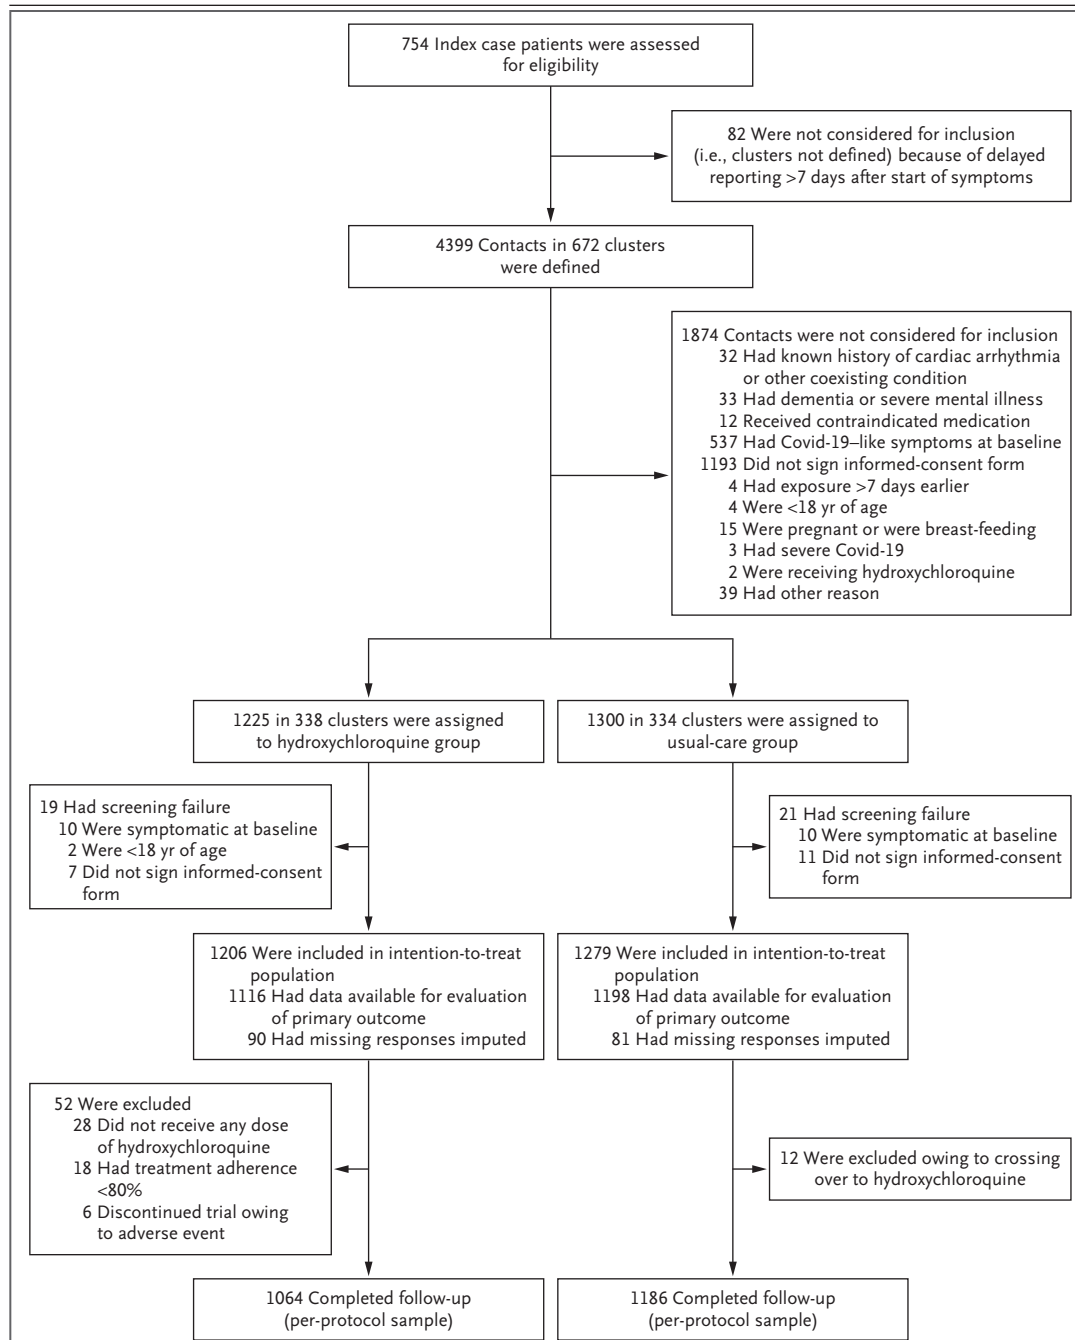 754 Index case patients were assessed
for eligibility
82 Were not considered for inclusion
(i.e., clusters not defined) because of delayed
reporting >7 days after start of symptoms
4399 Contacts in 672 clusters
were defined
1874 Contacts were not considered for inclusion
32 Had known history of cardiac arrhythmia
or other coexisting condition
33 Had dementia or severe mental illness
12 Received contraindicated medication
537 Had Covid-19–like symptoms at baseline
1193 Did not sign informed-consent form
4 Had exposure >7 days earlier
4 Were <18 yr of age
15 Were pregnant or were breast-feeding
3 Had severe Covid-19
2 Were receiving hydroxychloroquine
39 Had other reason
1225 in 338 clusters were assigned
to hydroxychloroquine group
1300 in 334 clusters were assigned to
usual-care group
19 Had screening failure
10 Were symptomatic at baseline
2 Were <18 yr of age
7 Did not sign informed-consent
form
21 Had screening failure
10 Were symptomatic at baseline
11 Did not sign informed-consent
form
1206 Were included in intention-to-treat
population
1116 Had data available for evaluation
of primary outcome
90 Had missing responses imputed
1279 Were included in intention-to-treat
population
1198 Had data available for evaluation
of primary outcome
81 Had missing responses imputed
52 Were excluded
28 Did not receive any dose
of hydroxychloroquine
18 Had treatment adherence
<80%
6 Discontinued trial owing
to adverse event
12 Were excluded owing to crossing
over to hydroxychloroquine
1064 Completed follow-up
(per-protocol sample)
1186 Completed follow-up
(per-protocol sample)